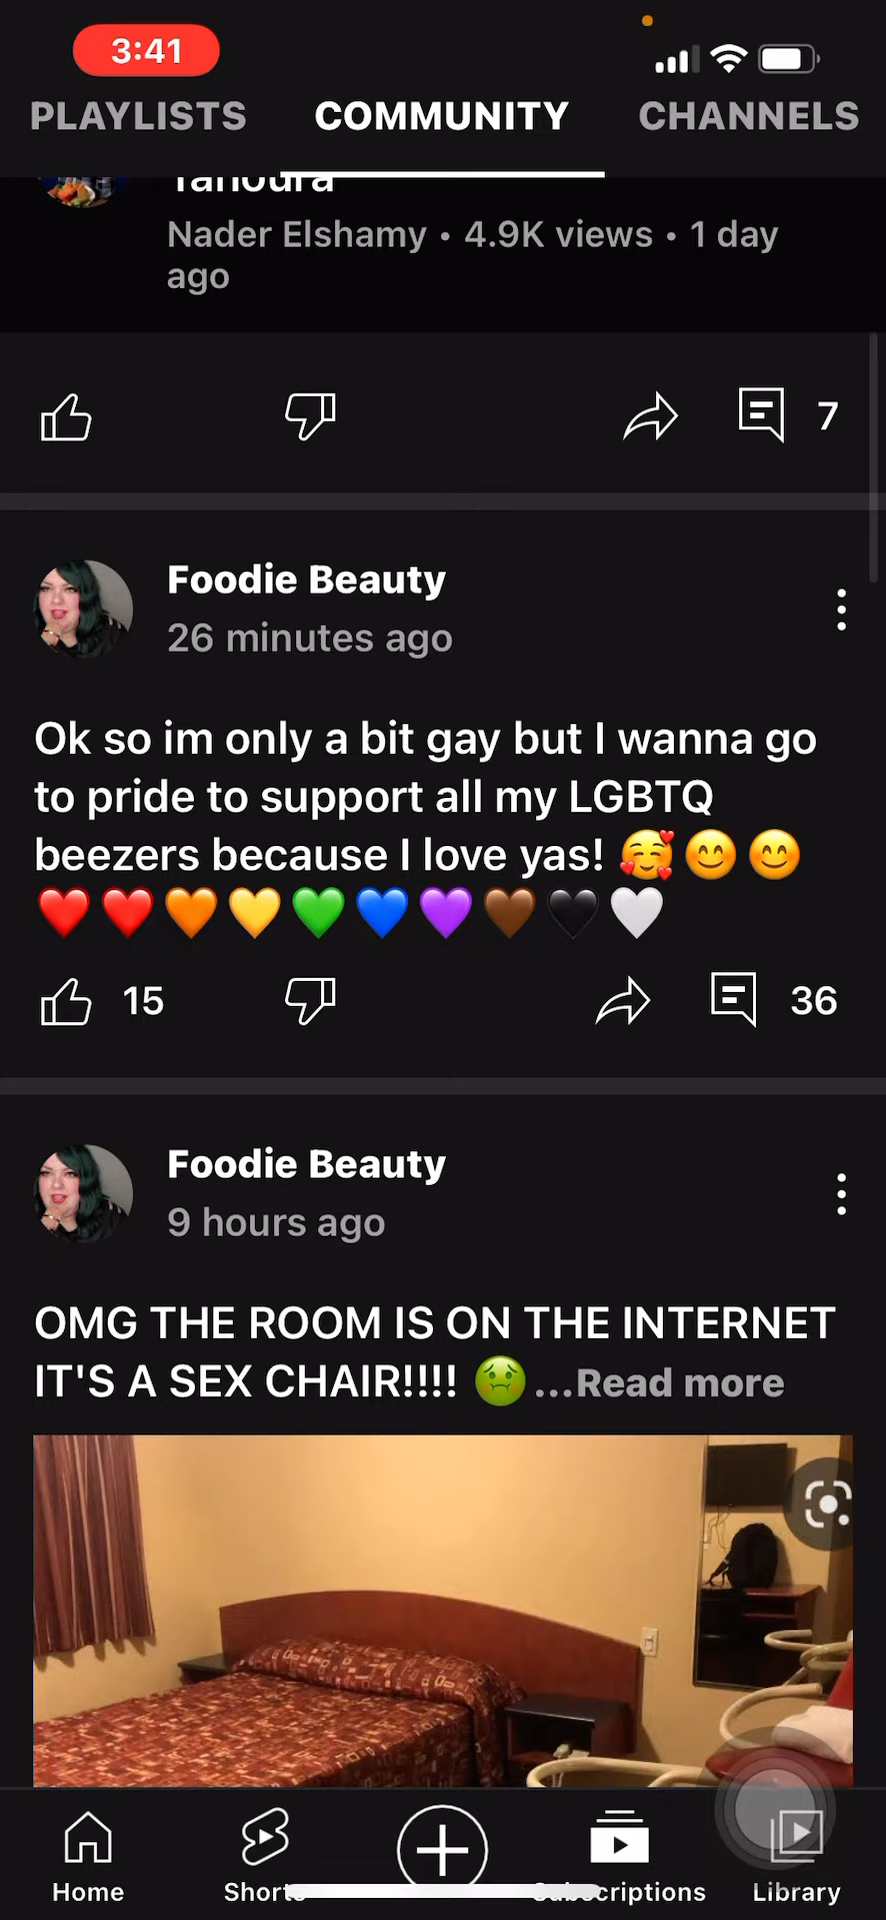 3:41
PLAYLISTS COMMUNITY CHANNELS
Nader Elshamy • 4.9K views • 1 day
ago
7
Foodie Beauty
26 minutes ago
Ok so im only a bit gay but I wanna go
to pride to support all my LGBTQ
beezers because I love yas! 🥰 😊 😊
❤️ ❤️ 🧡 💛 💚 💙 💜 🤎 🖤 🤍
15 36
Foodie Beauty
9 hours ago
OMG THE ROOM IS ON THE INTERNET
IT'S A SEX CHAIR!!!! 🤢 ...Read more
Home Shorts Subscriptions Library